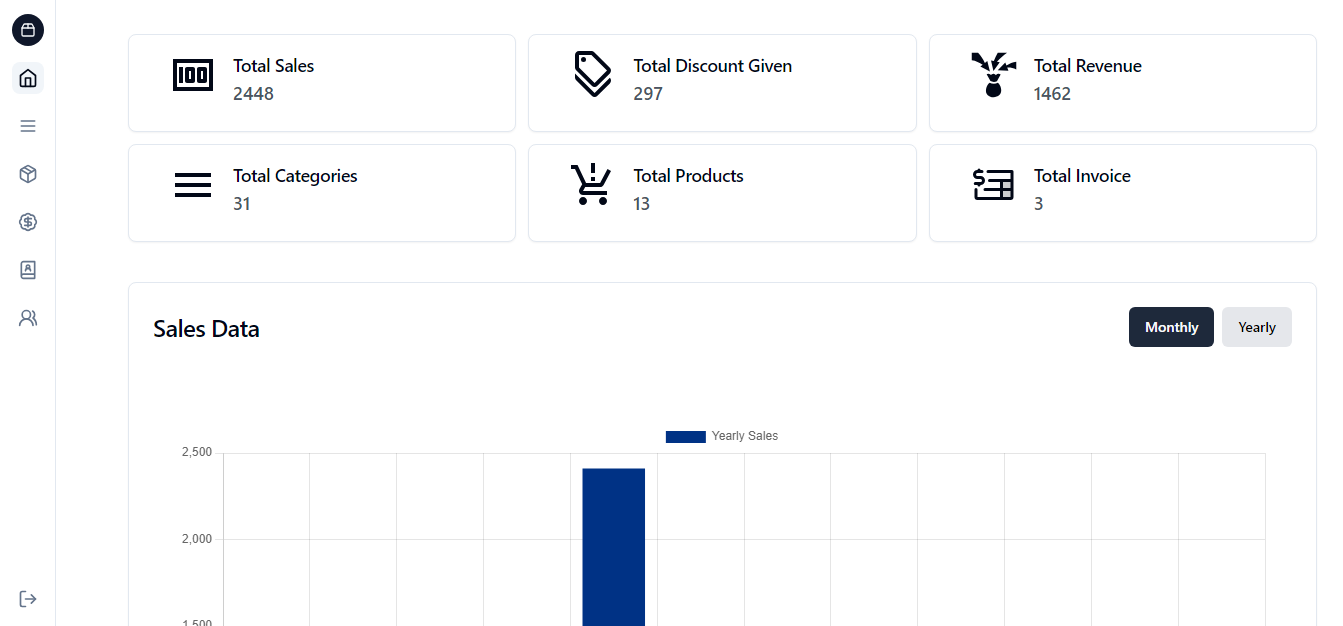 Total Sales
2448
Total Discount Given
297
Total Revenue
1462
Total Categories
31
Total Products
13
Total Invoice
3
Sales Data
Monthly
Yearly
Yearly Sales
2,500
2,000
1,500